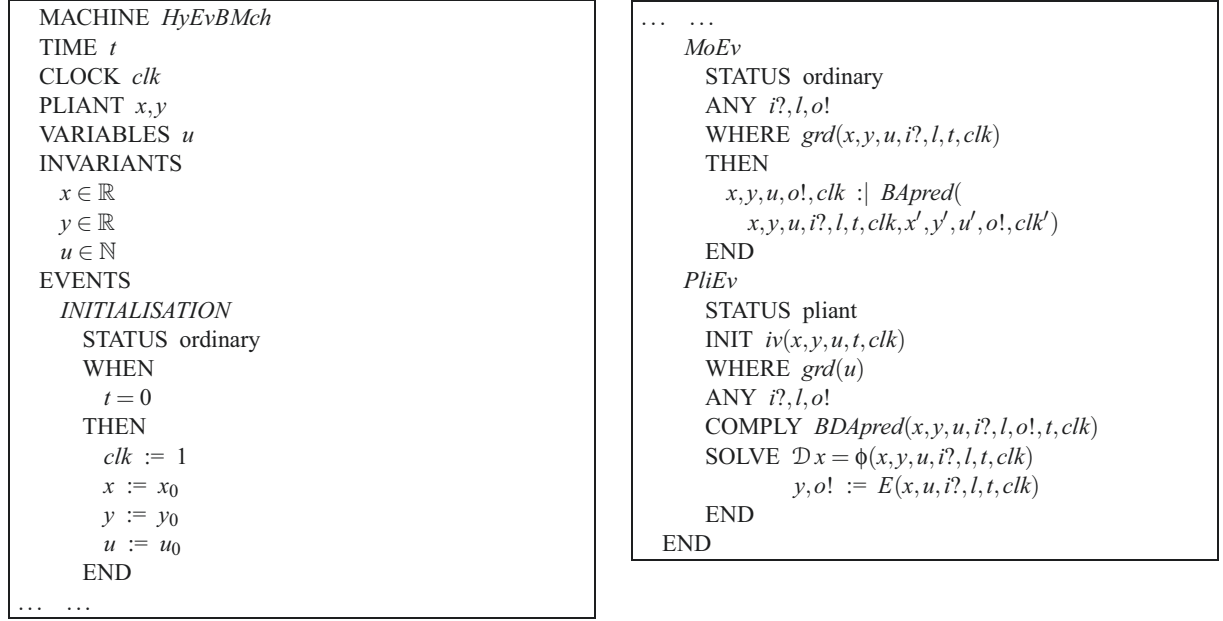 MACHINE HyEvBMch
TIME t
CLOCK clk
PLIANT x,y
VARIABLES u
INVARIANTS
x ∈ ℝ
y ∈ ℝ
u ∈ ℕ
EVENTS
INITIALISATION
STATUS ordinary
WHEN
t = 0
THEN
clk := 1
x := x₀
y := y₀
u := u₀
END
... ...
... ...
MoEv
STATUS ordinary
ANY i?,l,o!
WHERE grd(x,y,u,i?,l,t,clk)
THEN
x,y,u,o!,clk :| BApred(
x,y,u,i?,l,t,clk,x′,y′,u′,o!,clk′)
END
PliEv
STATUS pliant
INIT iv(x,y,u,t,clk)
WHERE grd(u)
ANY i?,l,o!
COMPLY BDApred(x,y,u,i?,l,o!,t,clk)
SOLVE 𝒟 x = ϕ(x,y,u,i?,l,t,clk)
y,o! := E(x,u,i?,l,t,clk)
END
END